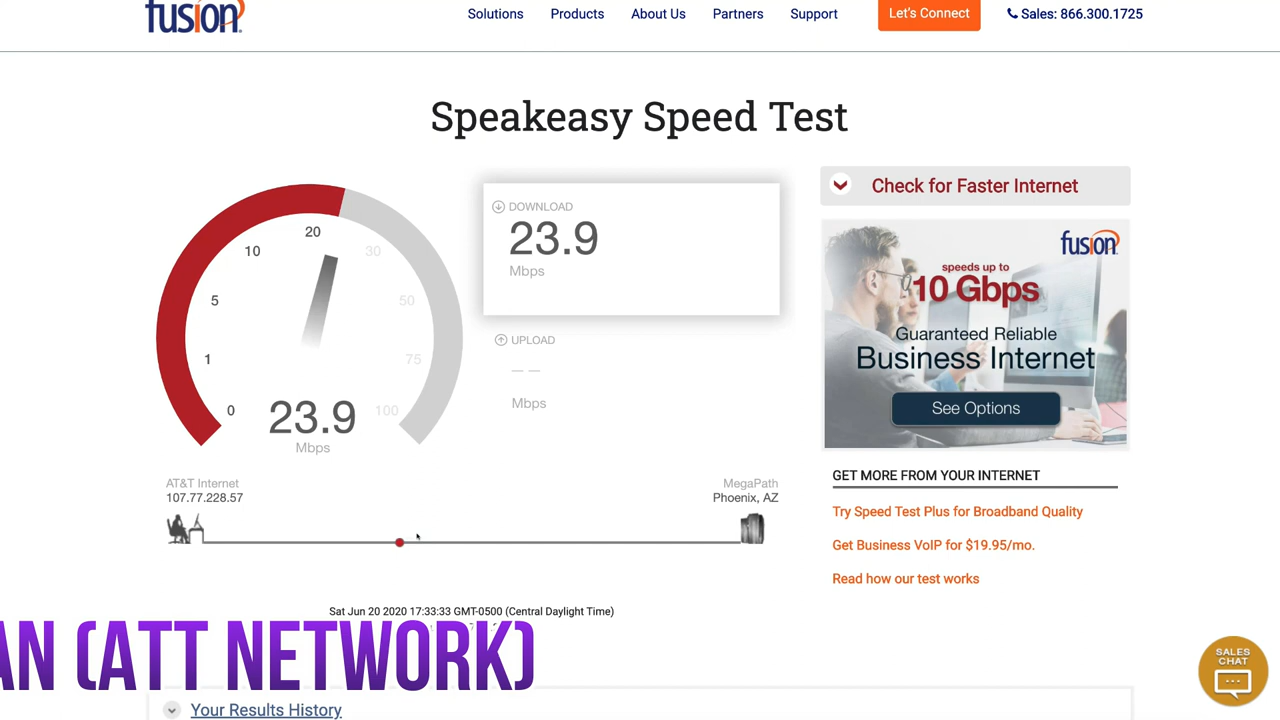 fusion
Solutions
Products
About Us
Partners
Support
Let's Connect
Sales: 866.300.1725
Speakeasy Speed Test
0
1
5
10
20
30
50
75
100
23.9
Mbps
DOWNLOAD
23.9
Mbps
UPLOAD
— —
Mbps
AT&T Internet
107.77.228.57
MegaPath
Phoenix, AZ
Sat Jun 20 2020 17:33:33 GMT-0500 (Central Daylight Time)
AN (ATT NETWORK)
Your Results History
Check for Faster Internet
fusion
speeds up to
10 Gbps
Guaranteed Reliable
Business Internet
See Options
GET MORE FROM YOUR INTERNET
Try Speed Test Plus for Broadband Quality
Get Business VoIP for $19.95/mo.
Read how our test works
SALES
CHAT